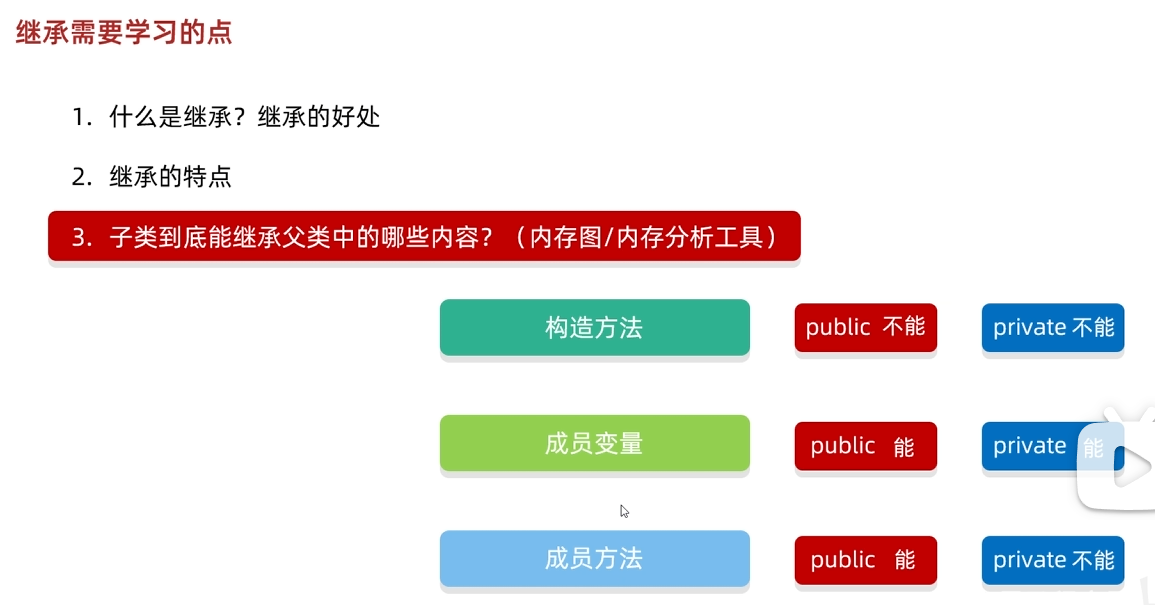 继承需要学习的点
1. 什么是继承？继承的好处
2. 继承的特点
3. 子类到底能继承父类中的哪些内容？（内存图/内存分析工具）
构造方法 public 不能 private 不能
成员变量 public 能 private 能
成员方法 public 能 private 不能